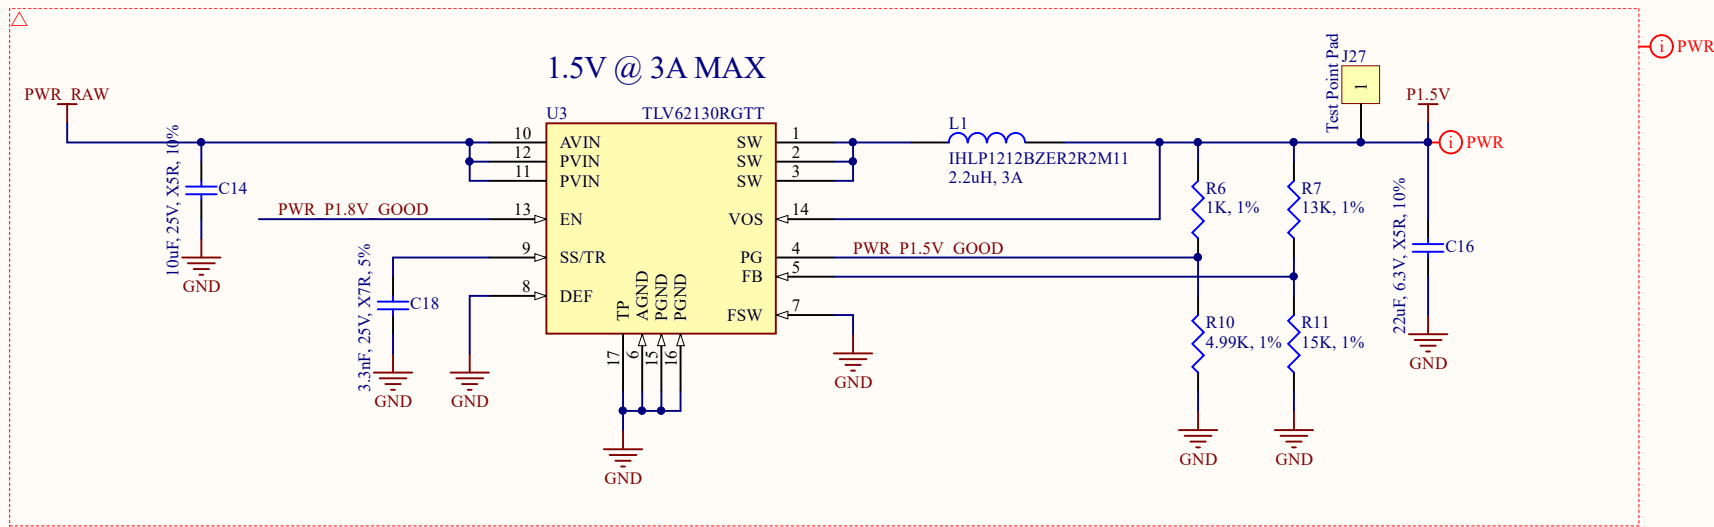 1.5V @ 3A MAX
PWR_RAW
10uF, 25V, X5R, 10%
C14
GND
PWR_P1.8V_GOOD
3.3nF, 25V, X7R, 5%
C18
GND
GND
U3
TLV62130RGTT
10
AVIN
12
PVIN
11
PVIN
13
EN
9
SS/TR
8
DEF
TP
AGND
PGND
PGND
17
6
15
16
GND
SW
1
SW
2
SW
3
VOS
14
PG
4
FB
5
FSW
7
GND
L1
IHLP1212BZER2R2M11
2.2uH, 3A
PWR_P1.5V_GOOD
R6
1K, 1%
R7
13K, 1%
R10
4.99K, 1%
R11
15K, 1%
GND
GND
Test Point Pad
J27
1
P1.5V
i
PWR
22uF, 6.3V, X5R, 10%
C16
GND
i
PWR